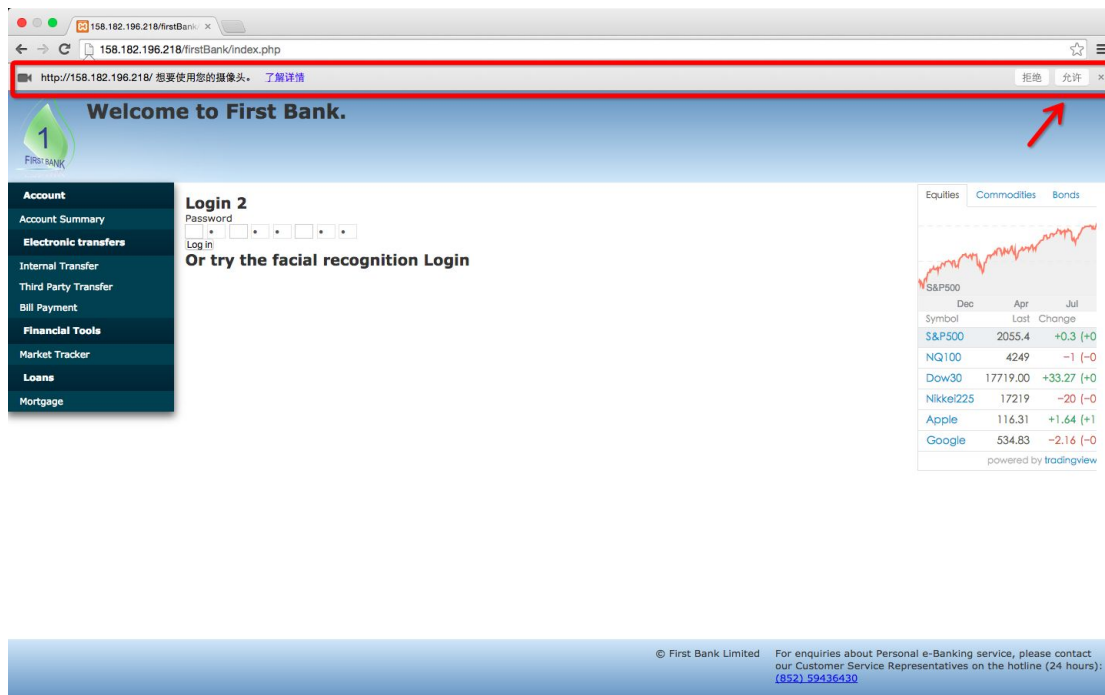 158.182.196.218/firstBank/ ×
158.182.196.218/firstBank/index.php
http://158.182.196.218/ 想要使用您的摄像头。 了解详情 拒绝 允许 ×
Welcome to First Bank.
1
FIRST BANK
Account
Account Summary
Electronic transfers
Internal Transfer
Third Party Transfer
Bill Payment
Financial Tools
Market Tracker
Loans
Mortgage
Login 2
Password
Log in
Or try the facial recognition Login
Equities Commodities Bonds
S&P500
Dec Apr Jul
Symbol Last Change
S&P500 2055.4 +0.3 (+0
NQ100 4249 −1 (−0
Dow30 17719.00 +33.27 (+0
Nikkei225 17219 −20 (−0
Apple 116.31 +1.64 (+1
Google 534.83 −2.16 (−0
powered by tradingview
© First Bank Limited
For enquiries about Personal e-Banking service, please contact
our Customer Service Representatives on the hotline (24 hours):
(852) 59436430